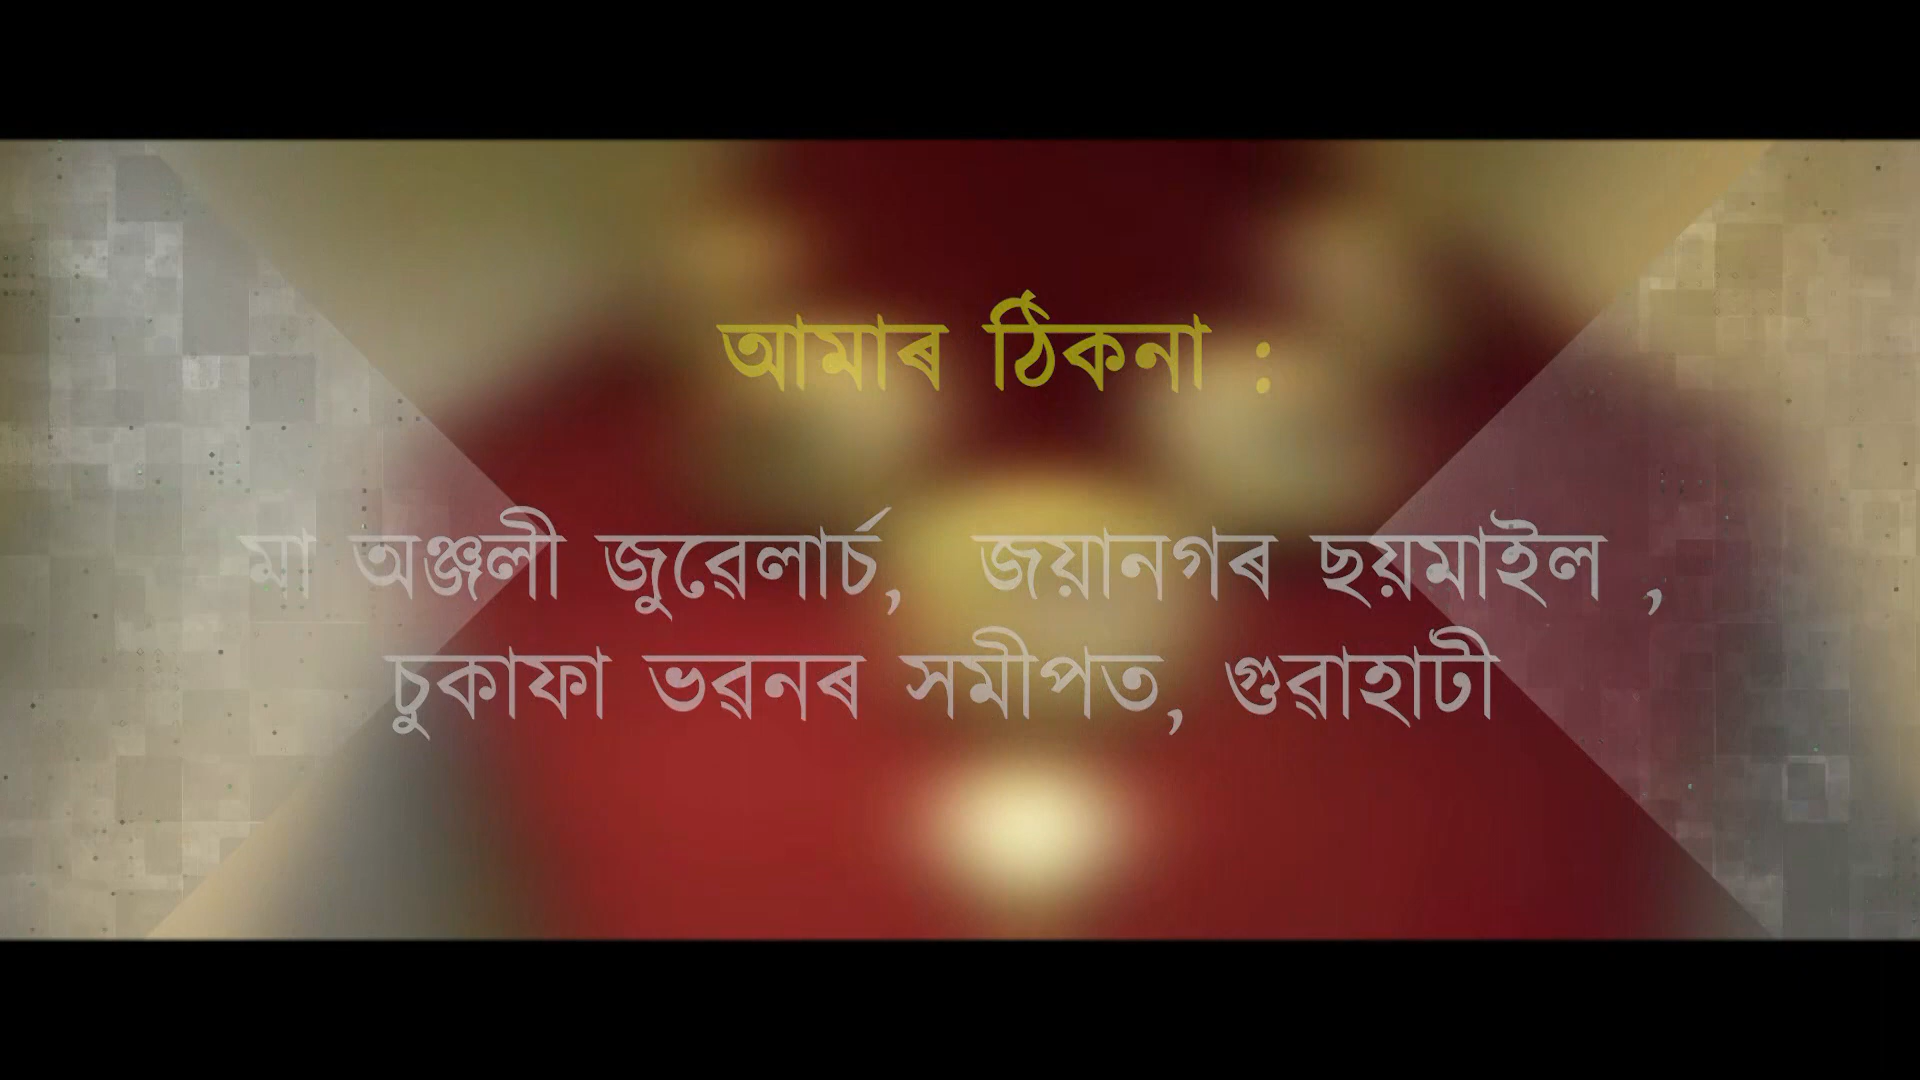 আমাৰ ঠিকনা :
মা অঞ্জলী জুৱেলাৰ্চ, জয়ানগৰ ছয়মাইল ,
চুকাফা ভৱনৰ সমীপত, গুৱাহাটী